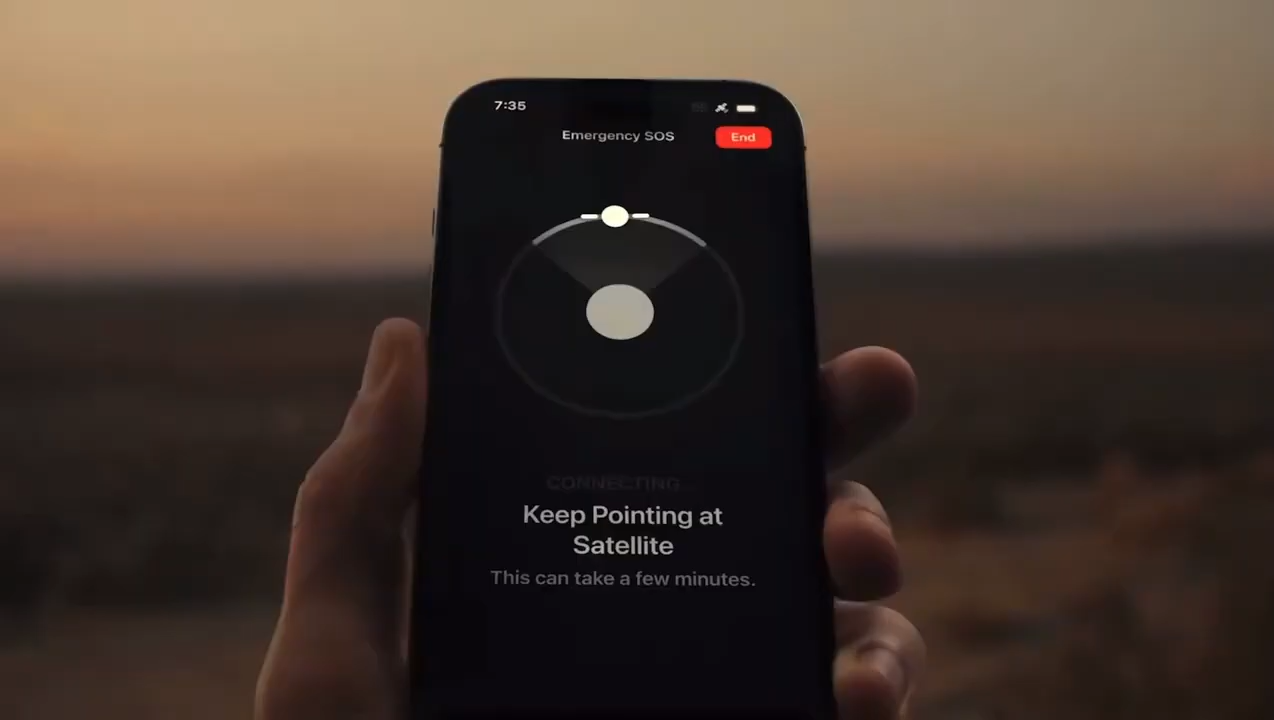 7:35
Emergency SOS
End
CONNECTING...
Keep Pointing at
Satellite
This can take a few minutes.